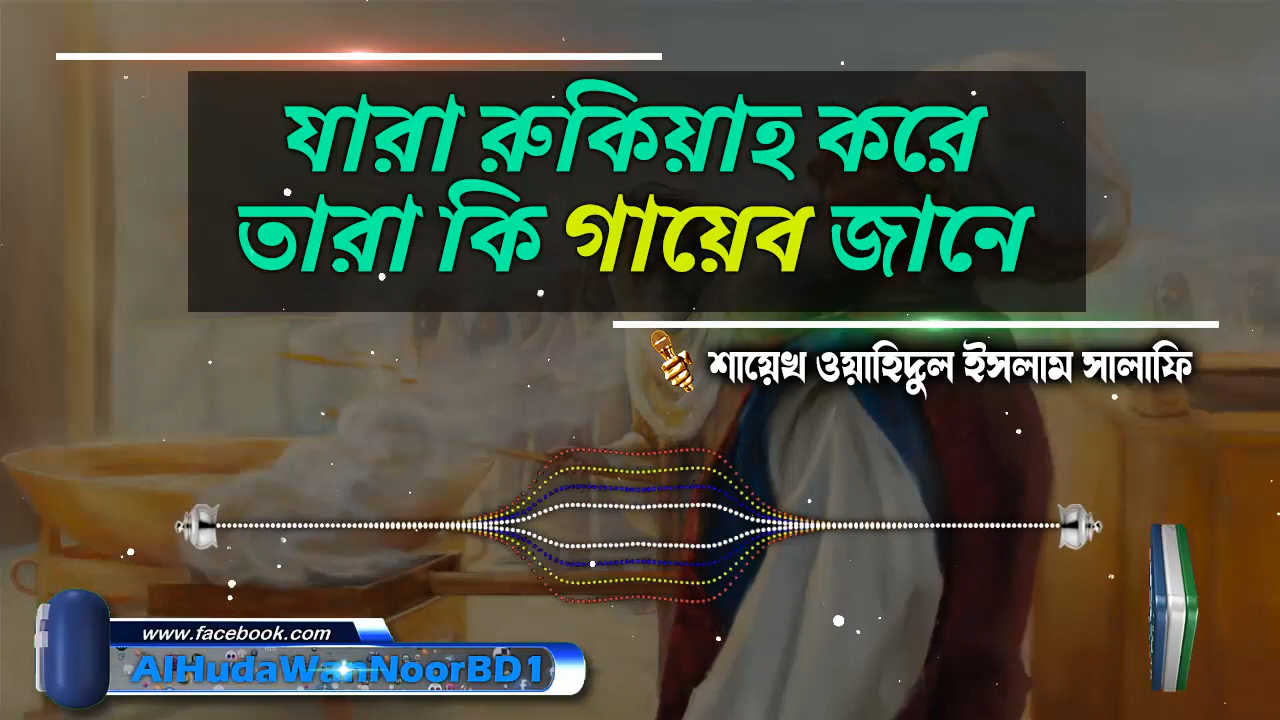 যারা রুকিয়াহ করে
তারা কি গায়েব জানে
শায়েখ ওয়াহিদুল ইসলাম সালাফি
www.facebook.com
AlHudaWanNoorBD1